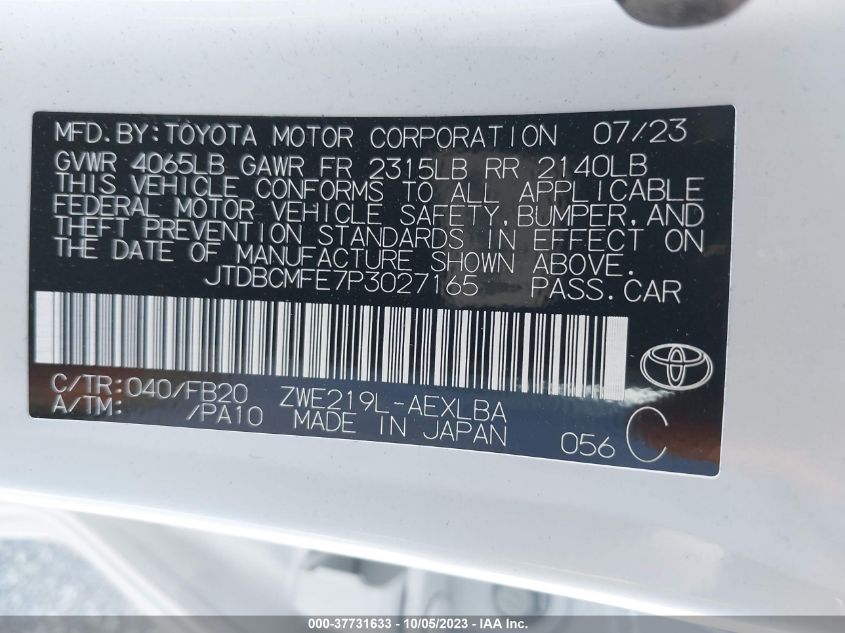 MFD.BY:TOYOTA MOTOR CORPORATION 07/23
GVWR 4065LB GAWR FR 2315LB RR 2140LB
THIS VEHICLE CONFORMS TO ALL APPLICABLE
FEDERAL MOTOR VEHICLE SAFETY,BUMPER,AND
THEFT PREVENTION STANDARDS IN EFFECT ON
THE DATE OF MANUFACTURE SHOWN ABOVE.
JTDBCMFE7P3027165 PASS.CAR
C/TR:040/FB20 ZWE219L-AEXLBA
A/TM: /PA10 MADE IN JAPAN 056 C
000-37731633 - 10/05/2023 - Copyright © 2023 IAA, Inc.